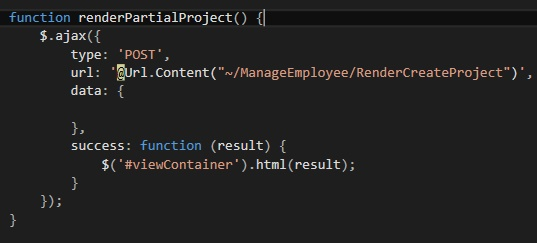 function renderPartialProject() {
    $.ajax({
        type: 'POST',
        url: '@Url.Content("~/ManageEmployee/RenderCreateProject")',
        data: {

        },
        success: function (result) {
            $('#viewContainer').html(result);
        }
    });
}